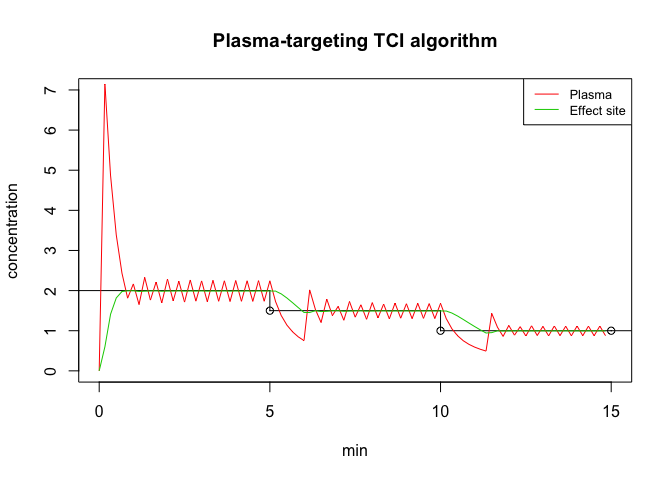 Plasma-targeting TCI algorithm
Plasma
Effect site
concentration
7
6
5
4
3
2
1
0
0 5 10 15
min